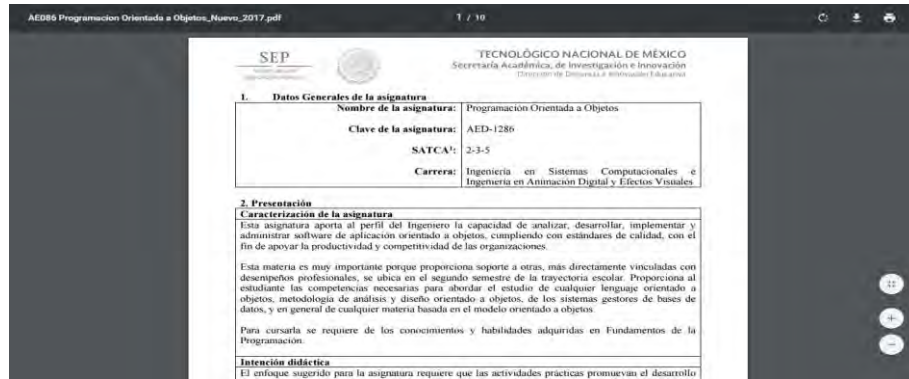 AE086 Programacion Orientada a Objetos_Nuevo_2017.pdf
1 / 10
SEP
TECNOLÓGICO NACIONAL DE MÉXICO
Secretaría Académica, de Investigación e Innovación
Dirección de Docencia e Innovación Educativa
1. Datos Generales de la asignatura
Nombre de la asignatura: Programación Orientada a Objetos
Clave de la asignatura: AED-1286
SATCA¹: 2-3-5
Carrera: Ingeniería en Sistemas Computacionales e
Ingeniería en Animación Digital y Efectos Visuales
2. Presentación
Caracterización de la asignatura
Esta asignatura aporta al perfil del Ingeniero la capacidad de analizar, desarrollar, implementar y
administrar software de aplicación orientado a objetos, cumpliendo con estándares de calidad, con el
fin de apoyar la productividad y competitividad de las organizaciones.
Esta materia es muy importante porque proporciona soporte a otras, más directamente vinculadas con
desempeños profesionales, se ubica en el segundo semestre de la trayectoria escolar. Proporciona al
estudiante las competencias necesarias para abordar el estudio de cualquier lenguaje orientado a
objetos, metodología de análisis y diseño orientado a objetos, de los sistemas gestores de bases de
datos, y en general de cualquier materia basada en el modelo orientado a objetos.
Para cursarla se requiere de los conocimientos y habilidades adquiridas en Fundamentos de la
Programación.
Intención didáctica
El enfoque sugerido para la asignatura requiere que las actividades prácticas promuevan el desarrollo